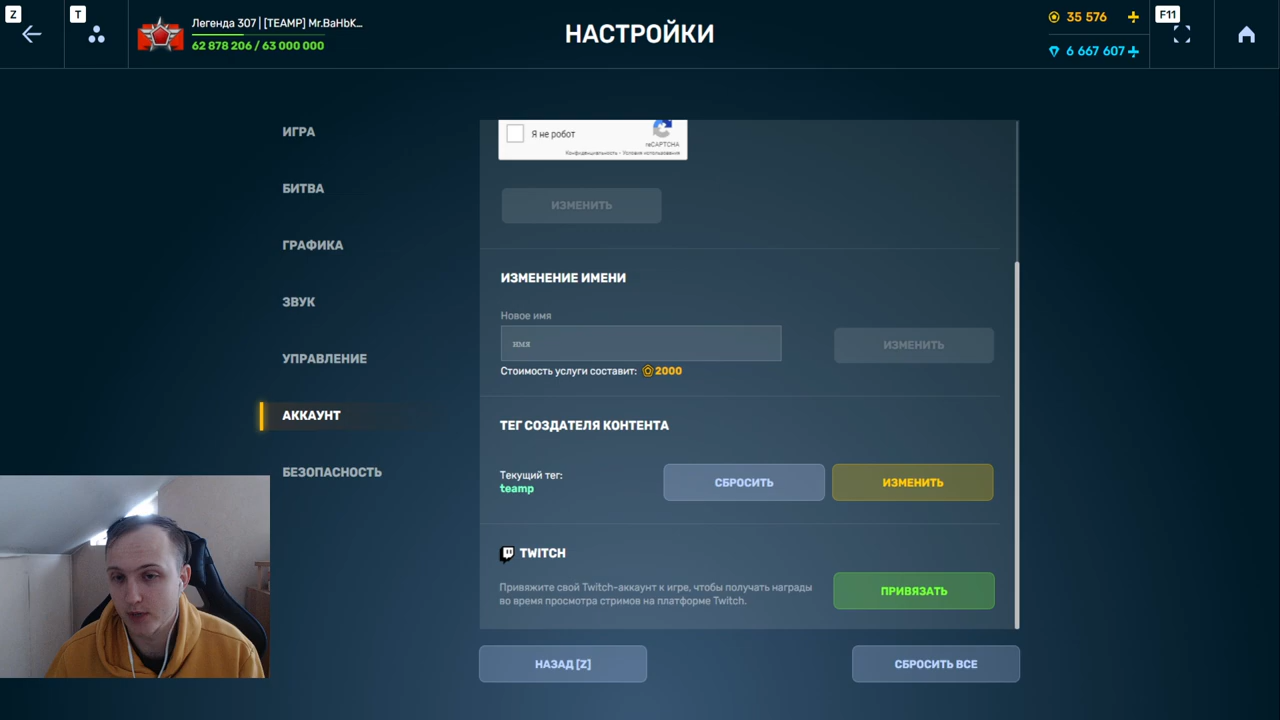 Z
T
Легенда 307 | [TEAMP] Mr.BaHbK...
62 878 206 / 63 000 000
НАСТРОЙКИ
35 576
6 667 607
F11
ИГРА
БИТВА
ГРАФИКА
ЗВУК
УПРАВЛЕНИЕ
АККАУНТ
БЕЗОПАСНОСТЬ
Я не робот
reCAPTCHA
Конфиденциальность - Условия использования
ИЗМЕНИТЬ
ИЗМЕНЕНИЕ ИМЕНИ
Новое имя
имя
ИЗМЕНИТЬ
Стоимость услуги составит: 2000
ТЕГ СОЗДАТЕЛЯ КОНТЕНТА
Текущий тег:
teamp
СБРОСИТЬ
ИЗМЕНИТЬ
TWITCH
Привяжите свой Twitch-аккаунт к игре, чтобы получать награды
во время просмотра стримов на платформе Twitch.
ПРИВЯЗАТЬ
НАЗАД [Z]
СБРОСИТЬ ВСЕ